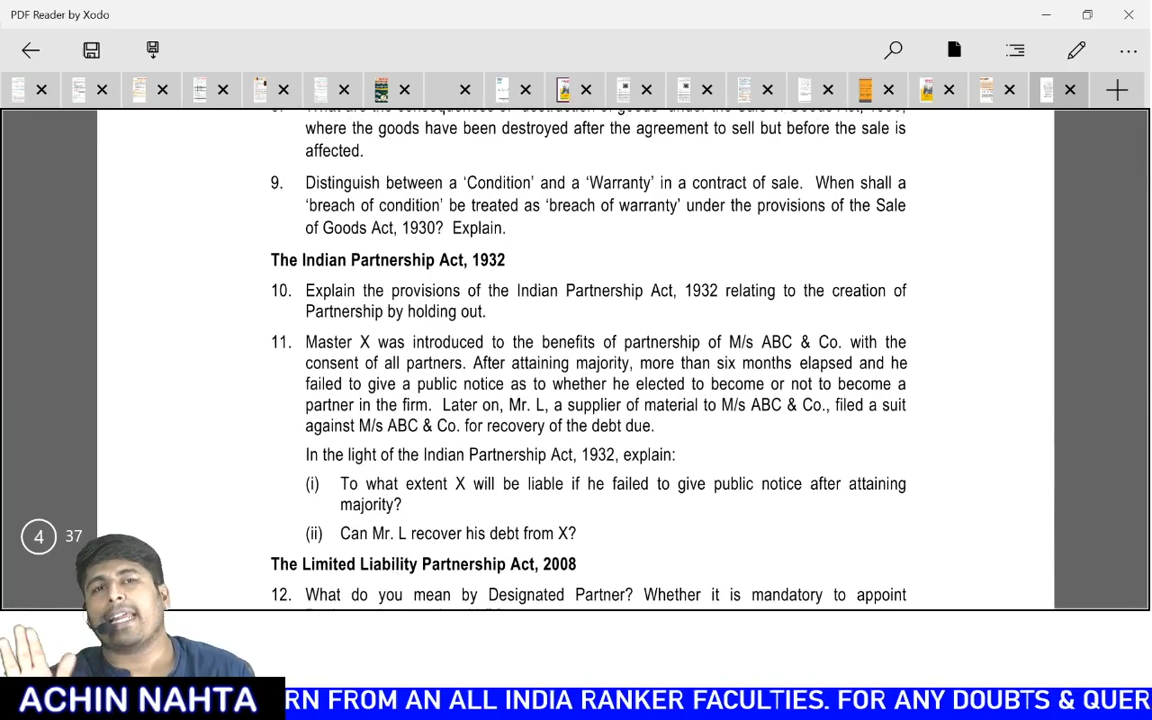 PDF Reader by Xodo
where the goods have been destroyed after the agreement to sell but before the sale is
affected.
9. Distinguish between a ‘Condition’ and a ‘Warranty’ in a contract of sale. When shall a
‘breach of condition’ be treated as ‘breach of warranty’ under the provisions of the Sale
of Goods Act, 1930? Explain.
The Indian Partnership Act, 1932
10. Explain the provisions of the Indian Partnership Act, 1932 relating to the creation of
Partnership by holding out.
11. Master X was introduced to the benefits of partnership of M/s ABC & Co. with the
consent of all partners. After attaining majority, more than six months elapsed and he
failed to give a public notice as to whether he elected to become or not to become a
partner in the firm. Later on, Mr. L, a supplier of material to M/s ABC & Co., filed a suit
against M/s ABC & Co. for recovery of the debt due.
In the light of the Indian Partnership Act, 1932, explain:
(i) To what extent X will be liable if he failed to give public notice after attaining
majority?
(ii) Can Mr. L recover his debt from X?
4 37
The Limited Liability Partnership Act, 2008
12. What do you mean by Designated Partner? Whether it is mandatory to appoint
ACHIN NAHTA
RN FROM AN ALL INDIA RANKER FACULTIES. FOR ANY DOUBTS & QUER